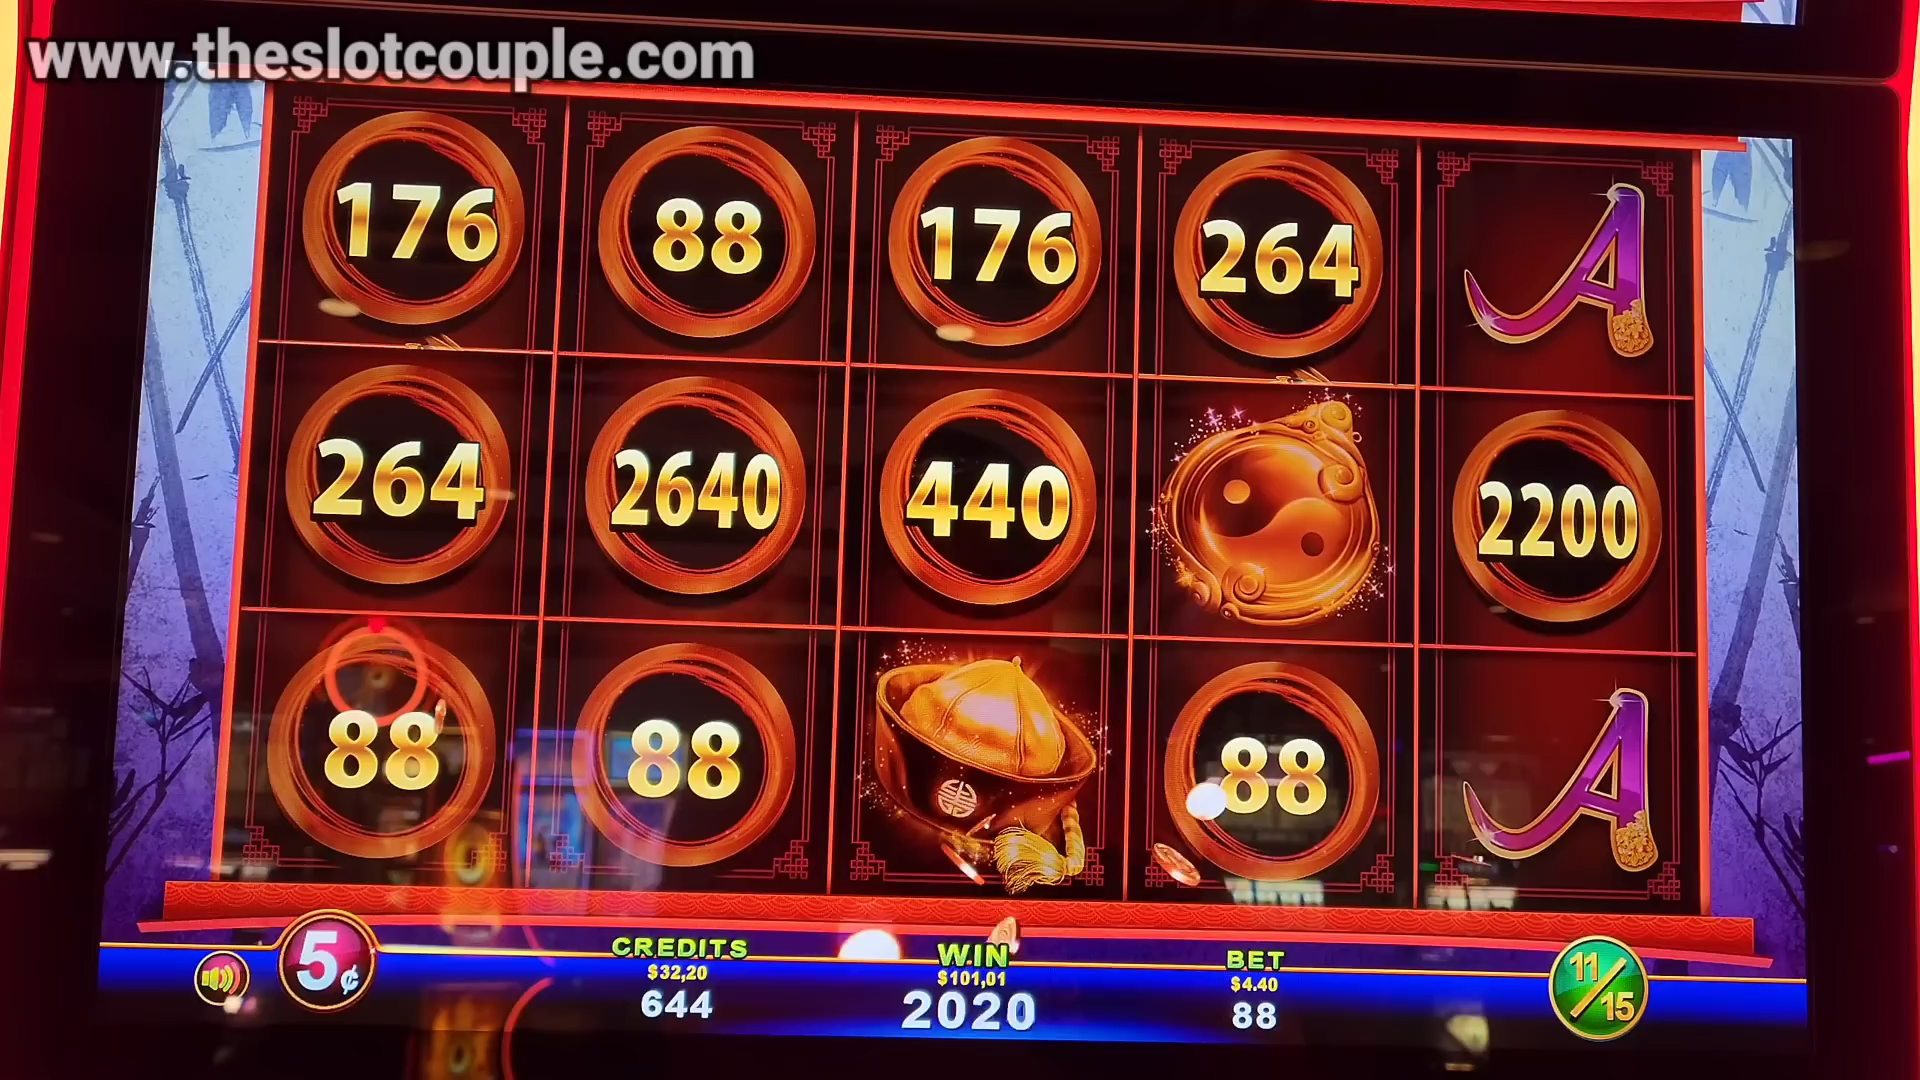 www.theslotcouple.com
176 88 176 264 A
264 2640 440 2200
88 88 88 A
5¢
CREDITS
$32,20
644
WIN
$101,01
2020
BET
$4.40
88
11/15